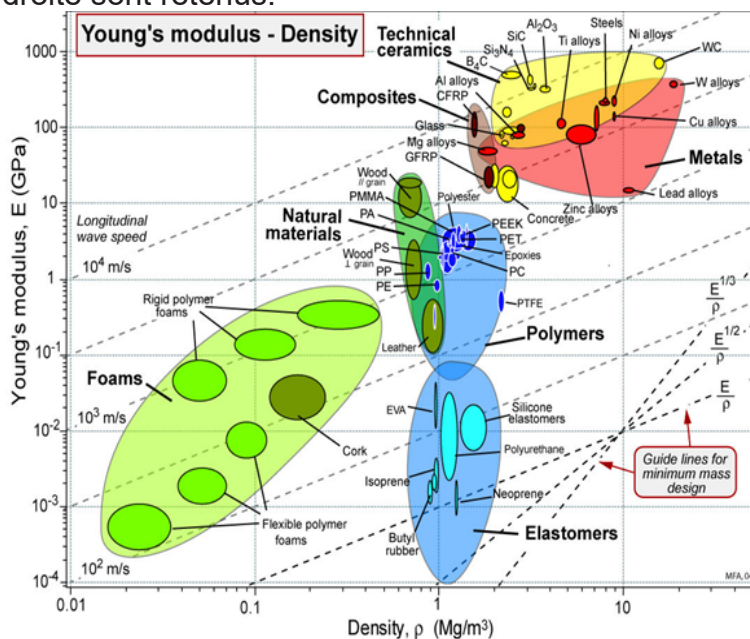 droite sont retenus.
Young's modulus - Density
Technical
ceramics
Al₂O₃
SiC
Si₃N₄
B₄C
Steels
Ti alloys
Ni alloys
WC
W alloys
Al alloys
CFRP
Composites
Glass
Mg alloys
GFRP
Cu alloys
Metals
Lead alloys
Zinc alloys
Concrete
Wood
// grain
PMMA
Polyester
PA
Natural
materials
PEEK
PET
Epoxies
PS
PC
Wood
⊥ grain
PP
PE
PTFE
Polymers
Leather
Longitudinal
wave speed
10⁴ m/s
Rigid polymer
foams
Foams
10³ m/s
Cork
EVA
Silicone
elastomers
Polyurethane
Isoprene
Neoprene
Butyl
rubber
Elastomers
Flexible polymer
foams
10² m/s
E^1/3
ρ
E^1/2
ρ
E
ρ
Guide lines for
minimum mass
design
Young's modulus, E (GPa)
1000
100
10
1
10⁻¹
10⁻²
10⁻³
10⁻⁴
0.01
0.1
1
10
Density, ρ (Mg/m³)